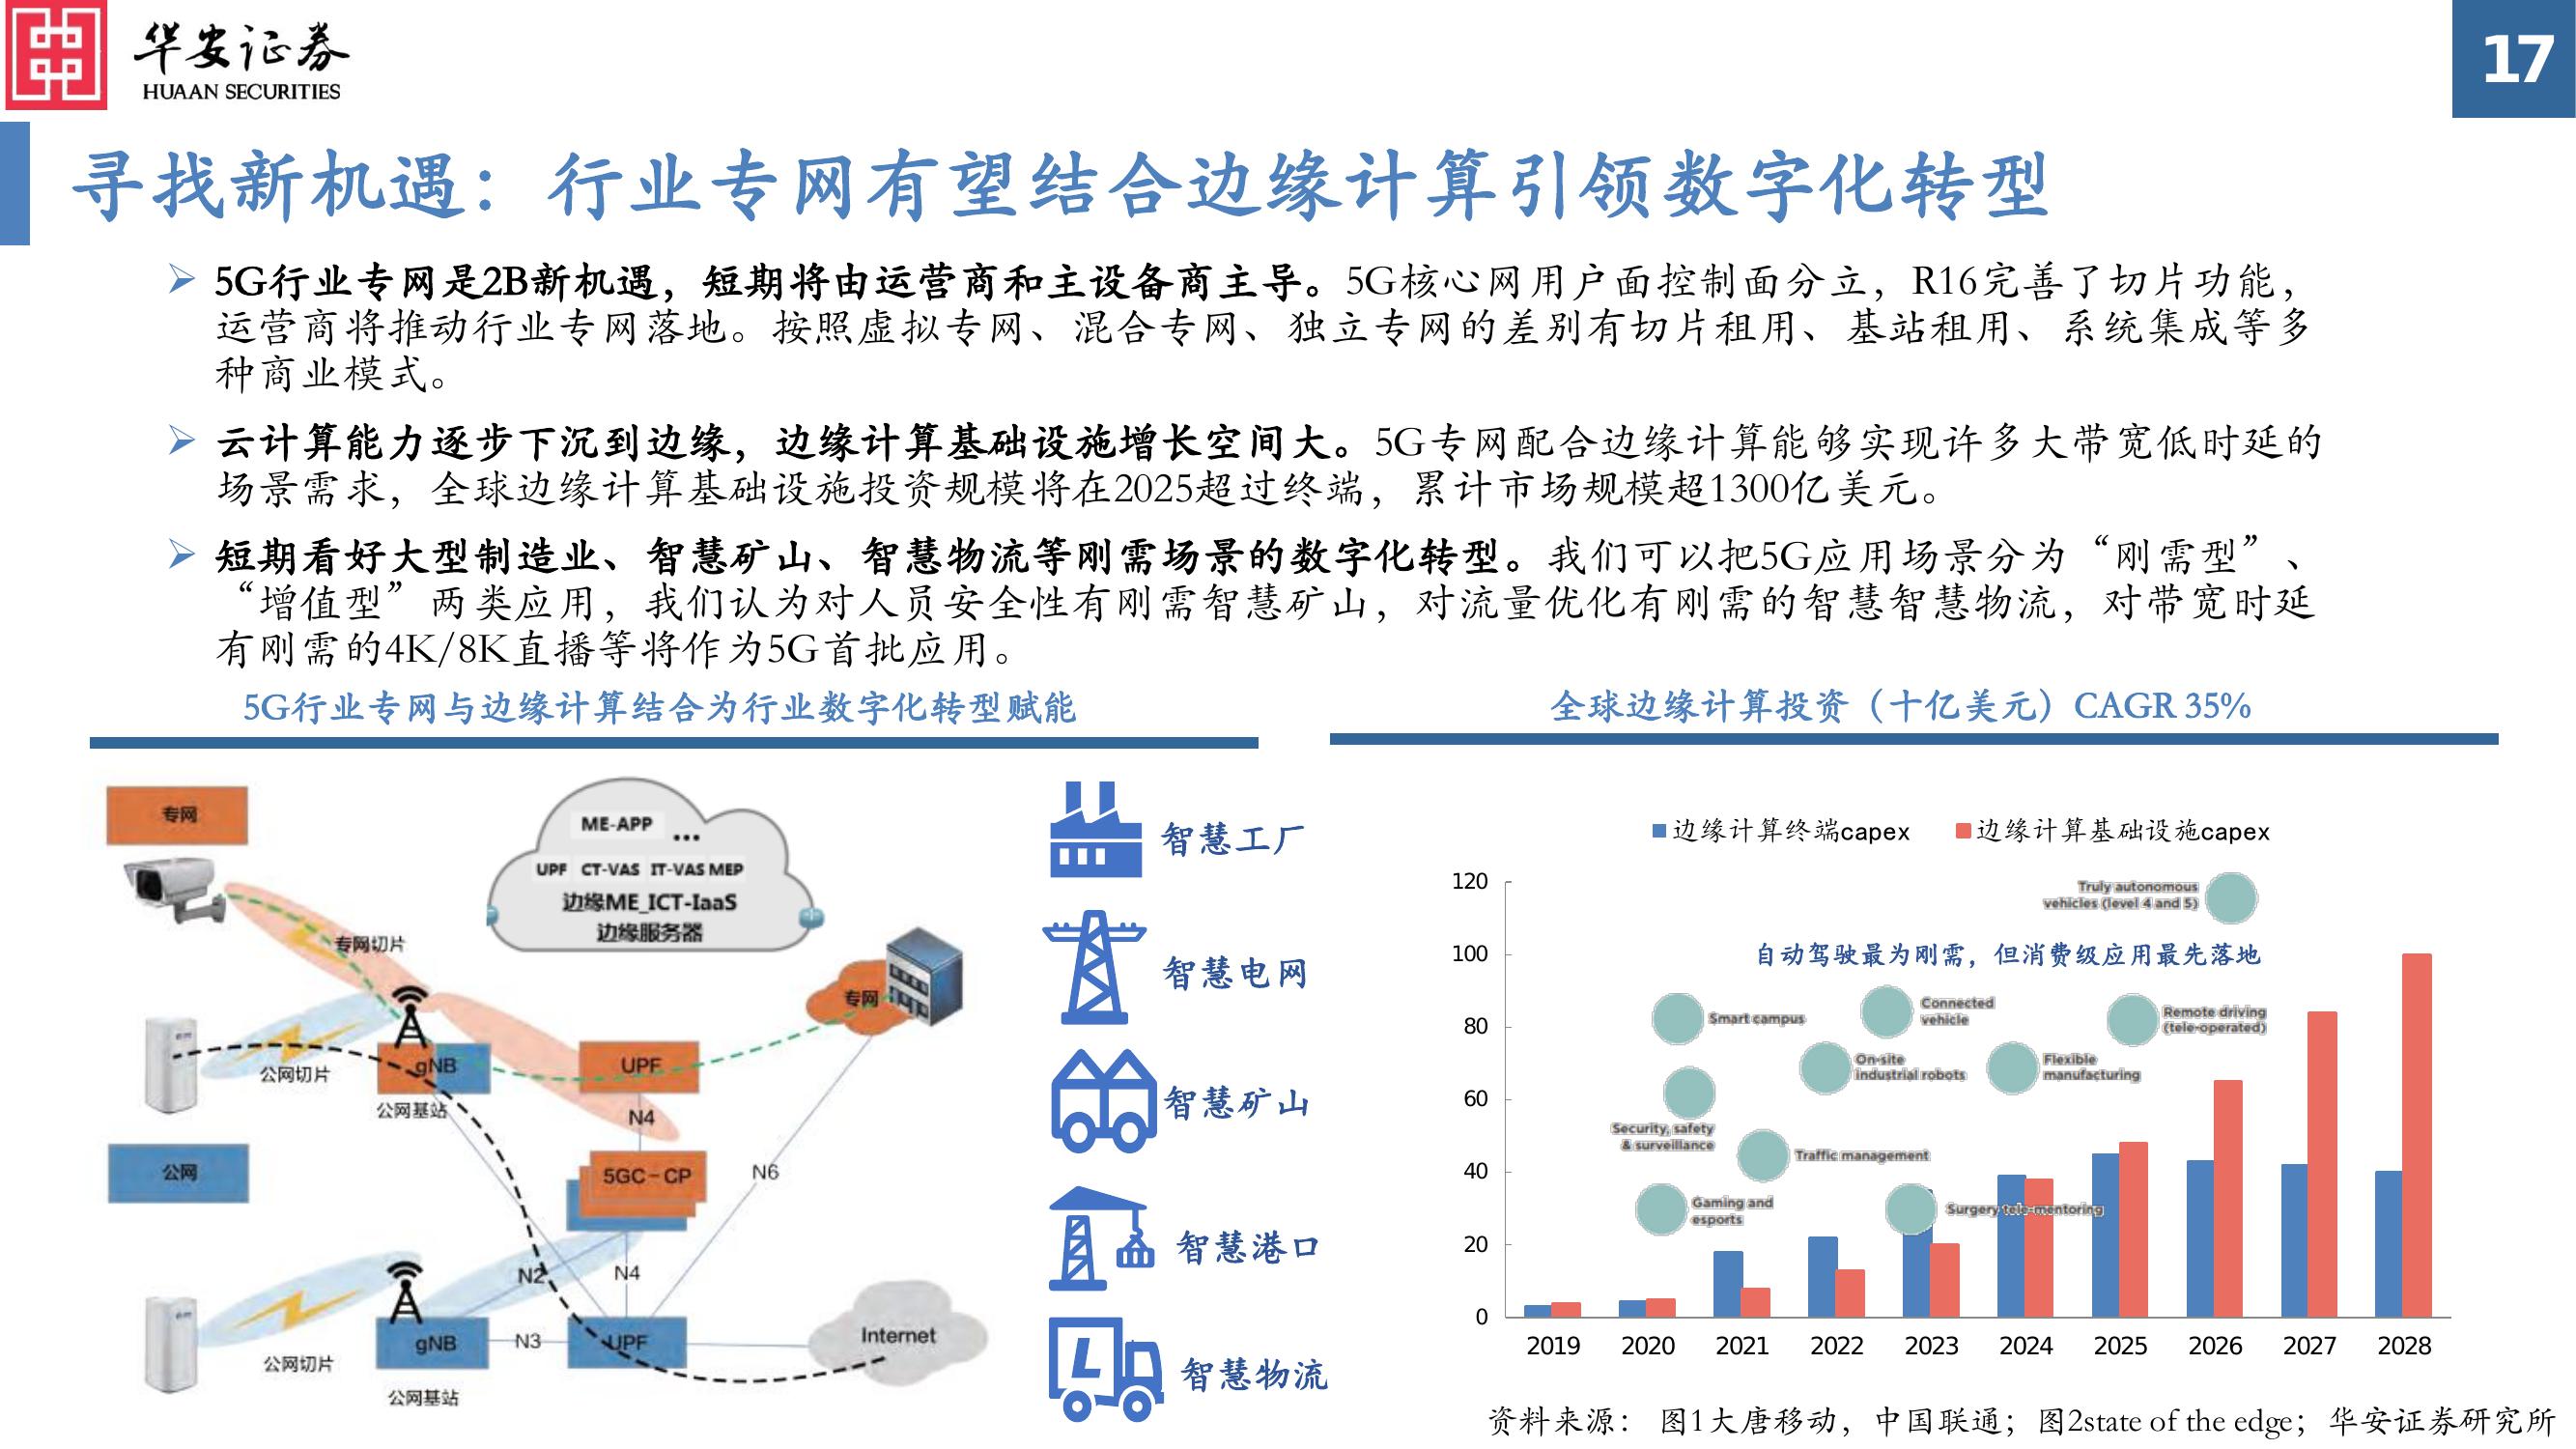 华安证券
HUAAN SECURITIES
17
寻找新机遇：行业专网有望结合边缘计算引领数字化转型
5G行业专网是2B新机遇，短期将由运营商和主设备商主导。5G核心网用户面控制面分立，R16完善了切片功能，
运营商将推动行业专网落地。按照虚拟专网、混合专网、独立专网的差别有切片租用、基站租用、系统集成等多
种商业模式。
云计算能力逐步下沉到边缘，边缘计算基础设施增长空间大。5G专网配合边缘计算能够实现许多大带宽低时延的
场景需求，全球边缘计算基础设施投资规模将在2025超过终端，累计市场规模超1300亿美元。
短期看好大型制造业、智慧矿山、智慧物流等刚需场景的数字化转型。我们可以把5G应用场景分为“刚需型”、
“增值型”两类应用，我们认为对人员安全性有刚需智慧矿山，对流量优化有刚需的智慧智慧物流，对带宽时延
有刚需的4K/8K直播等将作为5G首批应用。
5G行业专网与边缘计算结合为行业数字化转型赋能
专网
ME-APP ...
UPF CT-VAS IT-VAS MEP
边缘ME_ICT-IaaS
边缘服务器
专网切片
专网
公网切片
gNB
公网基站
UPF
N4
公网
5GC-CP
N6
N2
N4
gNB
N3
UPF
Internet
公网切片
公网基站
智慧工厂
智慧电网
智慧矿山
智慧港口
智慧物流
全球边缘计算投资（十亿美元）CAGR 35%
边缘计算终端capex 边缘计算基础设施capex
120
100
80
60
40
20
0
Truly autonomous
vehicles (level 4 and 5)
自动驾驶最为刚需，但消费级应用最先落地
Smart campus
Connected
vehicle
Remote driving
(tele-operated)
On-site
industrial robots
Flexible
manufacturing
Security, safety
& surveillance
Traffic management
Gaming and
esports
Surgery tele-mentoring
2019 2020 2021 2022 2023 2024 2025 2026 2027 2028
资料来源： 图1大唐移动，中国联通；图2state of the edge；华安证券研究所